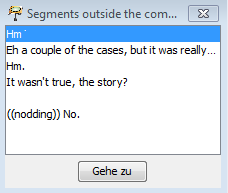 Segments outside the com...
Hm˙
Eh a couple of the cases, but it was really...
Hm.
It wasn't true, the story?
((nodding)) No.
Gehe zu